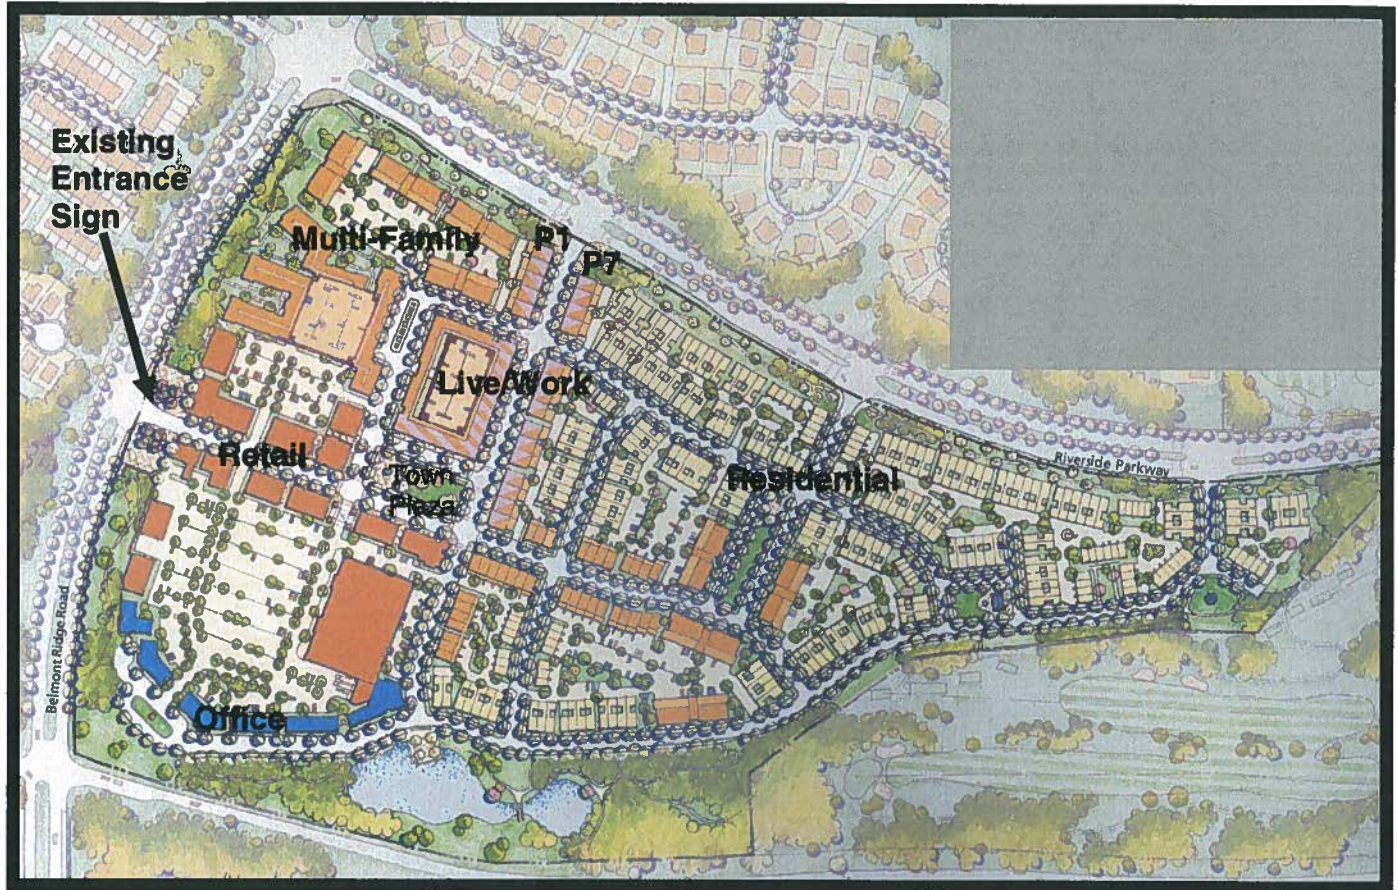 Existing
Entrance
Sign
Multi-Family
P1
P7
Live/Work
Retail
Town
Plaza
Residential
Riverside Parkway
Belmont Ridge Road
Office